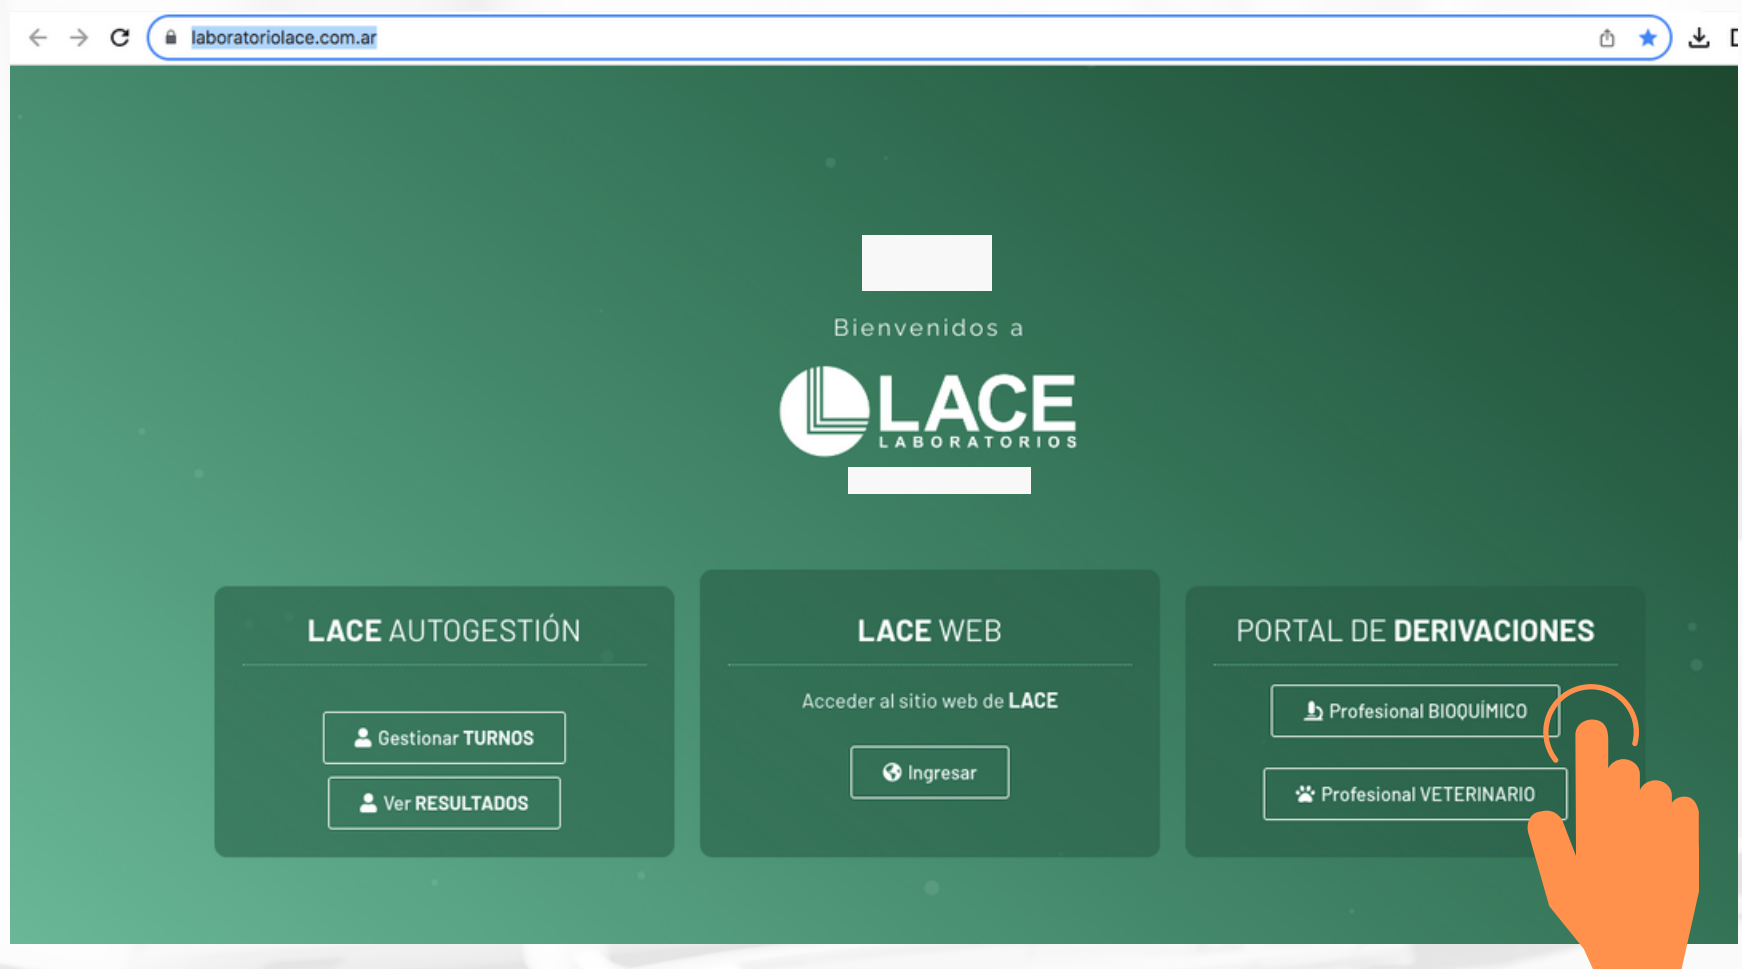 laboratoriolace.com.ar
Bienvenidos a
LACE
LABORATORIOS
LACE AUTOGESTIÓN
Gestionar TURNOS
Ver RESULTADOS
LACE WEB
Acceder al sitio web de LACE
Ingresar
PORTAL DE DERIVACIONES
Profesional BIOQUÍMICO
Profesional VETERINARIO